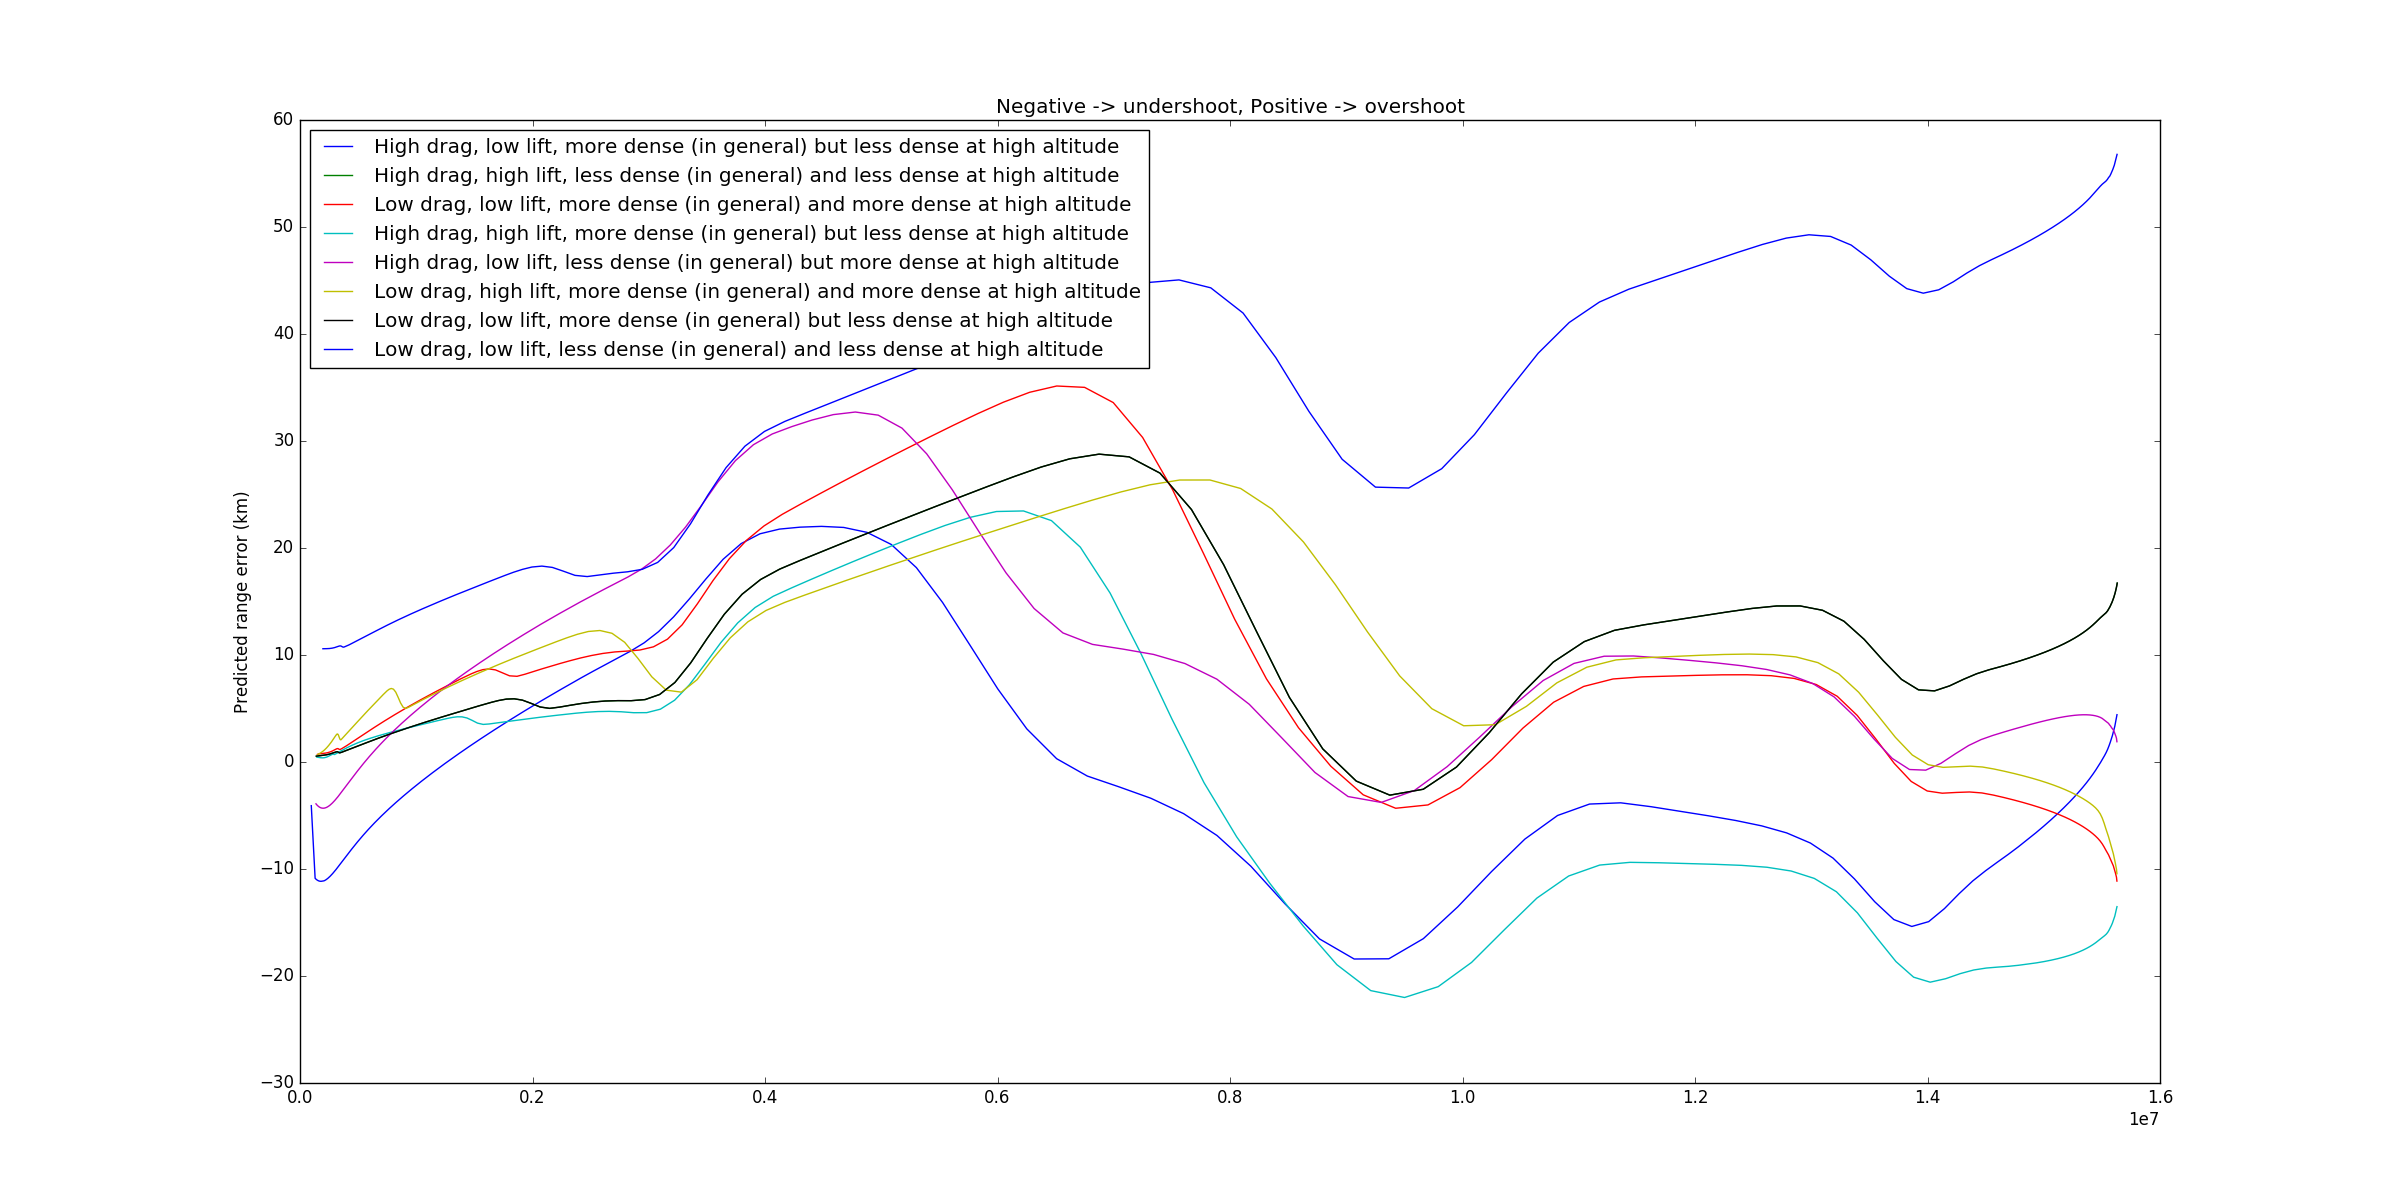 Negative -> undershoot, Positive -> overshoot
60
50
40
30
20
10
0
−10
−20
−30
Predicted range error (km)
High drag, low lift, more dense (in general) but less dense at high altitude
High drag, high lift, less dense (in general) and less dense at high altitude
Low drag, low lift, more dense (in general) and more dense at high altitude
High drag, high lift, more dense (in general) but less dense at high altitude
High drag, low lift, less dense (in general) but more dense at high altitude
Low drag, high lift, more dense (in general) and more dense at high altitude
Low drag, low lift, more dense (in general) but less dense at high altitude
Low drag, low lift, less dense (in general) and less dense at high altitude
0.0 0.2 0.4 0.6 0.8 1.0 1.2 1.4 1.6
1e7